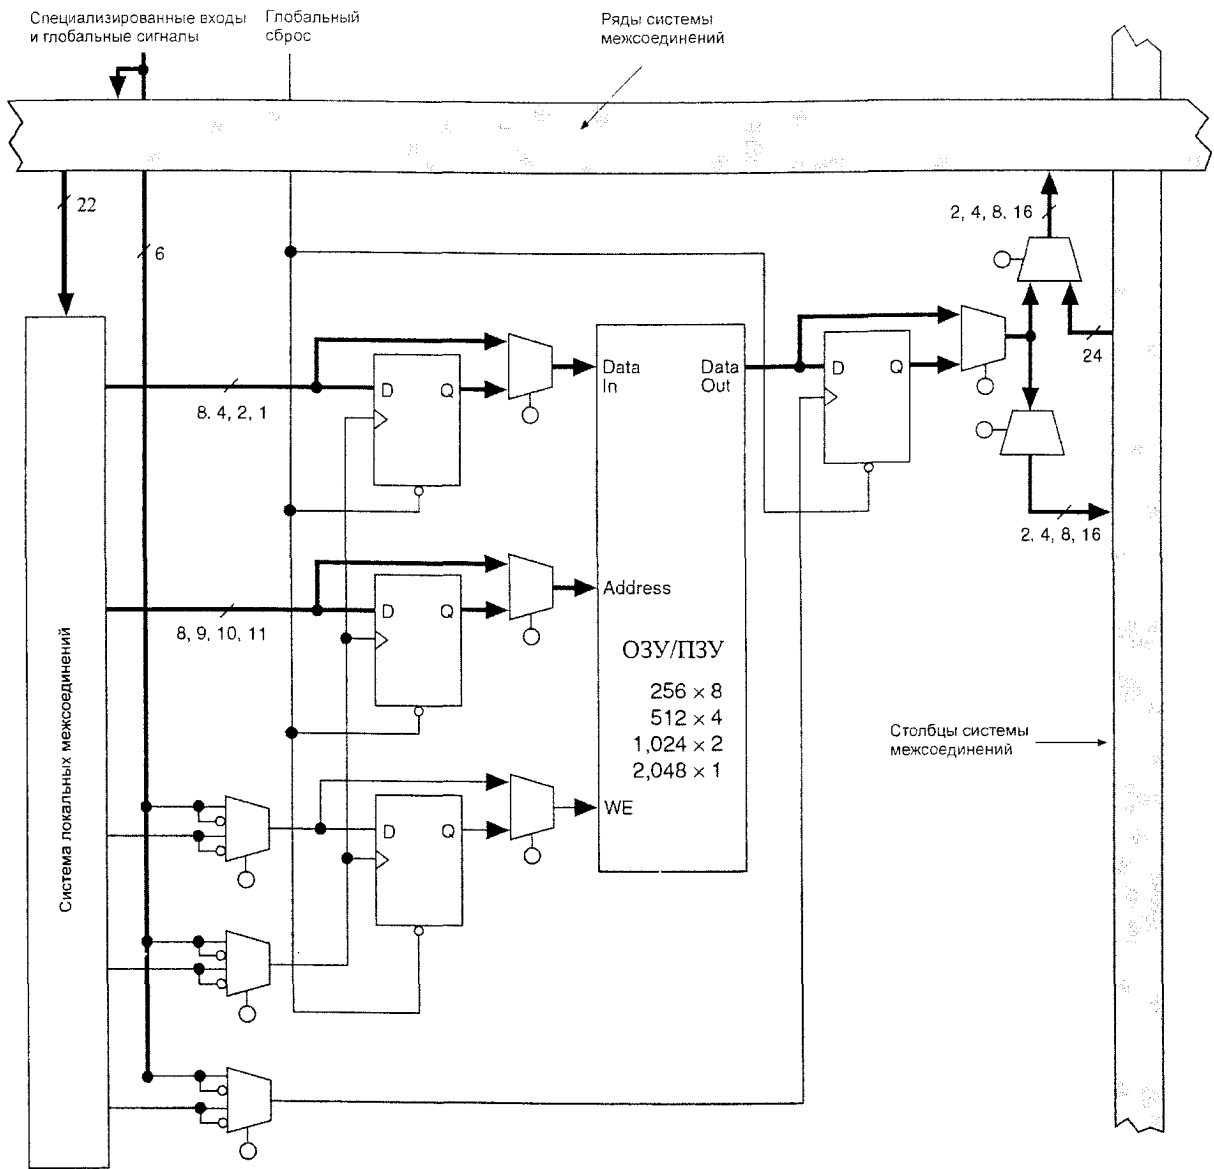 Специализированные входы
и глобальные сигналы
Глобальный
сброс
Ряды системы
межсоединений
22
6
2, 4, 8, 16
24
2, 4, 8, 16
8. 4, 2, 1
D
Q
Data
In
Data
Out
D
Q
8, 9, 10, 11
D
Q
Address
ОЗУ/ПЗУ
256 × 8
512 × 4
1,024 × 2
2,048 × 1
WE
D
Q
Столбцы системы
межсоединений
Система локальных межсоединений